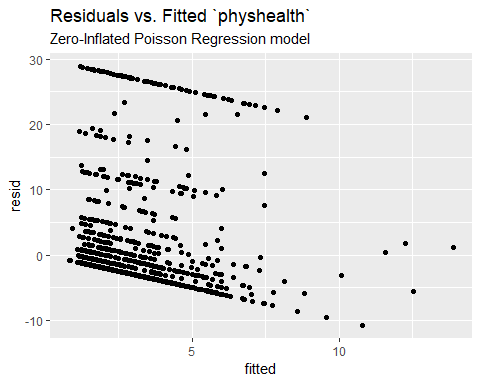 Residuals vs. Fitted `physhealth`
Zero-Inflated Poisson Regression model
30
20
10
0
-10
resid
5
10
fitted